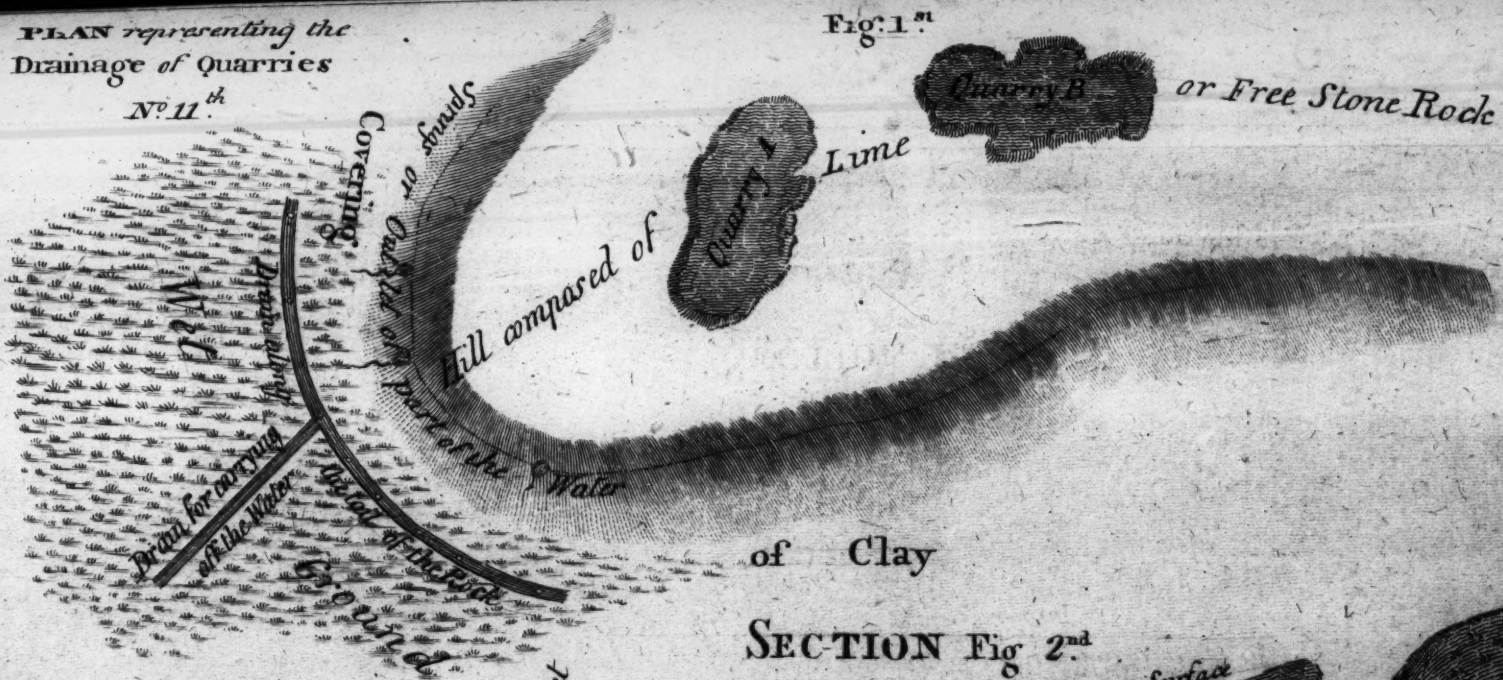 PLAN representing the
Drainage of Quarries
No. 11th.
Fig. 1st.
Quarry A
Quarry B
Hill composed of Lime or Free Stone Rock
Covering of Clay
Springs or Outlets of part of the Water
Wet Ground
Drain along the tail of the Rock
Drain for carrying
off the Water
SECTION Fig 2nd.
Surface